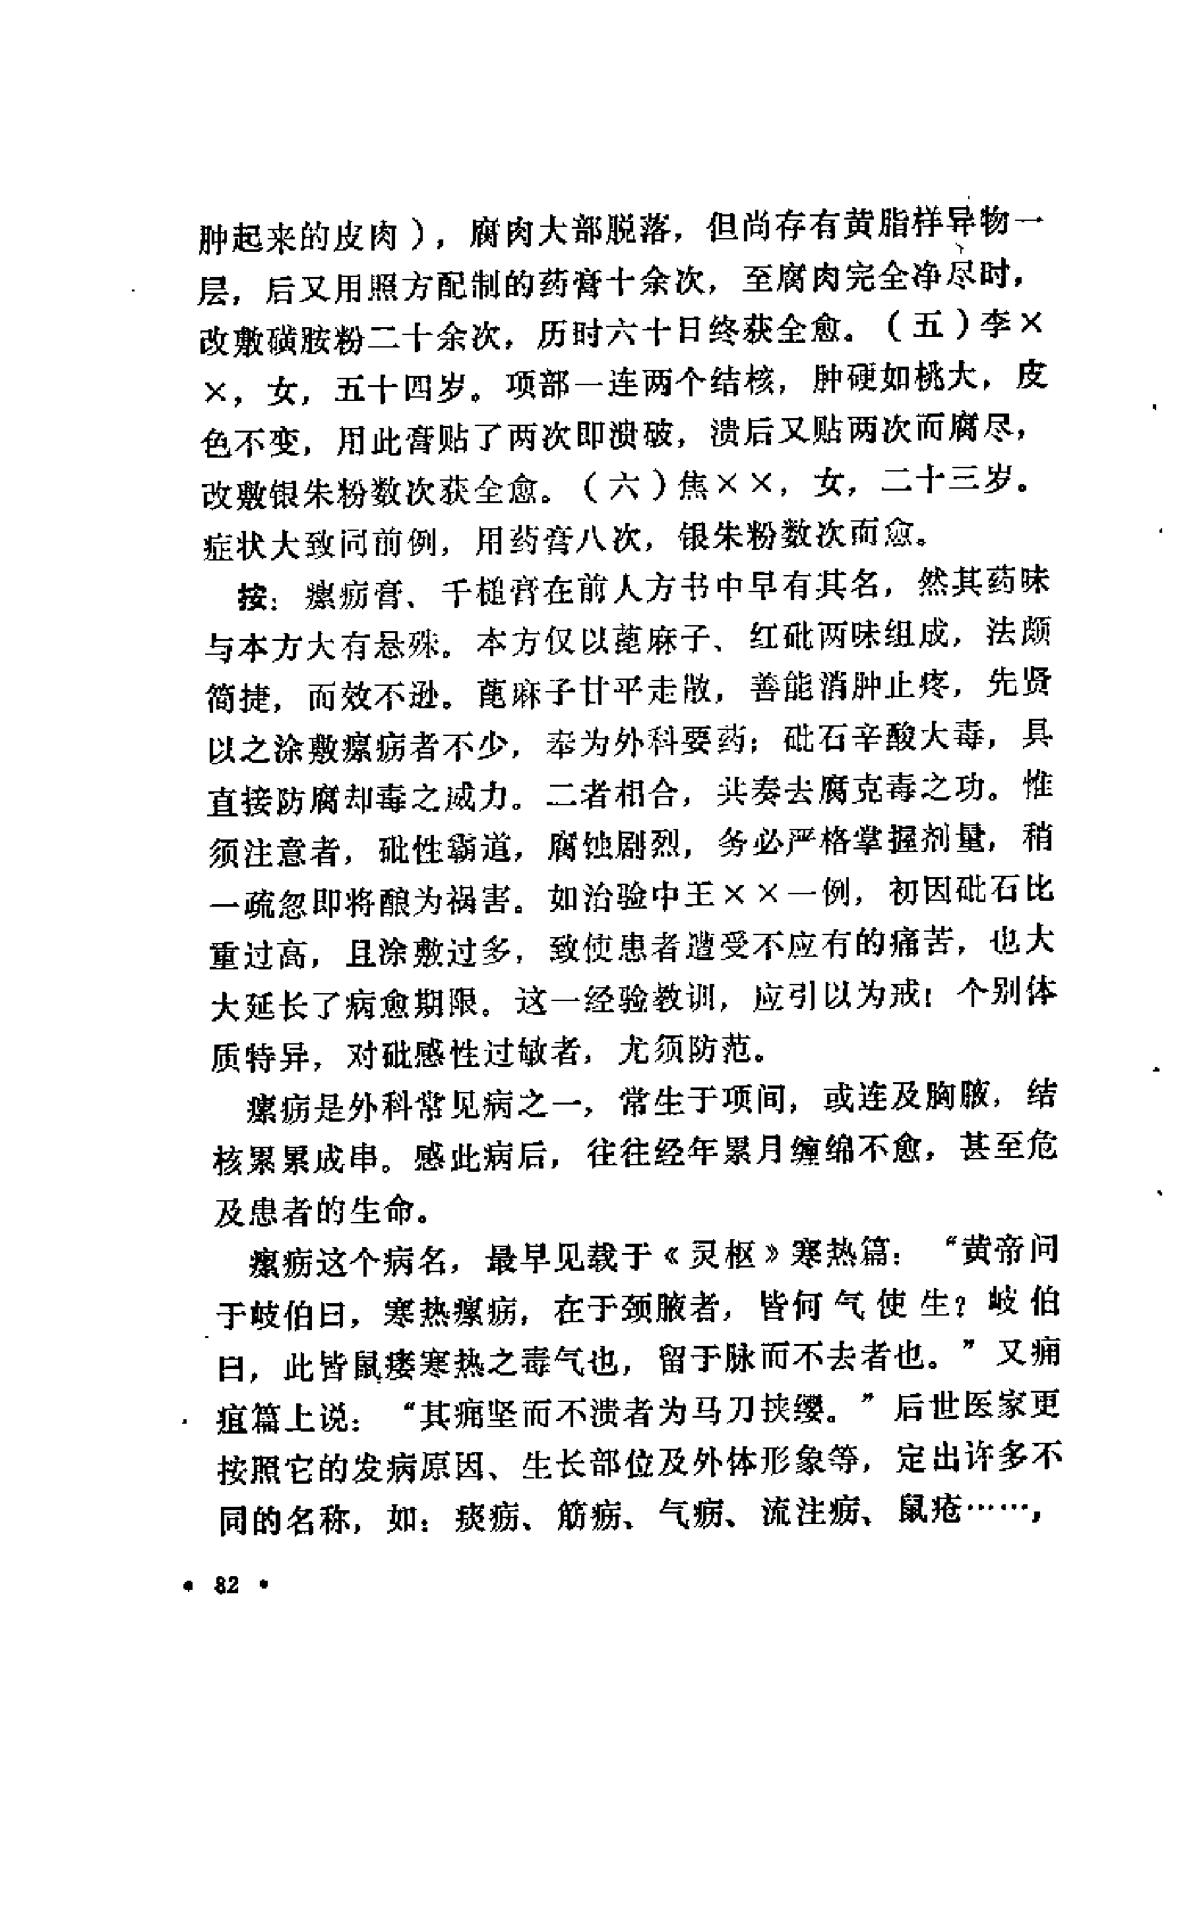 肿起来的皮肉），腐肉大部脱落，但尚存有黄脂样异物一
层，后又用照方配制的药膏十余次，至腐肉完全净尽时，
改敷磺胺粉二十余次，历时六十日终获全愈。（五）李×
×，女，五十四岁。项部一连两个结核，肿硬如桃大，皮
色不变，用此膏贴了两次即溃破，溃后又贴两次而腐尽，
改敷银朱粉数次获全愈。（六）焦××，女，二十三岁。
症状大致同前例，用药膏八次，银朱粉数次而愈。
按：瘰疬膏、千槌膏在前人方书中早有其名，然其药味
与本方大有悬殊。本方仅以蓖麻子、红砒两味组成，法颇
简捷，而效不逊。蓖麻子甘平走散，善能消肿止疼，先贤
以之涂敷瘰疬者不少，奉为外科要药；砒石辛酸大毒，具
直接防腐却毒之威力。二者相合，共奏去腐克毒之功。惟
须注意者，砒性霸道，腐蚀剧烈，务必严格掌握剂量，稍
一疏忽即将酿为祸害。如治验中王××一例，初因砒石比
重过高，且涂敷过多，致使患者遭受不应有的痛苦，也大
大延长了病愈期限。这一经验教训，应引以为戒！个别体
质特异，对砒感性过敏者，尤须防范。
瘰疬是外科常见病之一，常生于项间，或连及胸腋，结
核累累成串。感此病后，往往经年累月缠绵不愈，甚至危
及患者的生命。
瘰疬这个病名，最早见载于《灵枢》寒热篇：“黄帝问
于岐伯曰，寒热瘰疬，在于颈腋者，皆何气使生？岐伯
曰，此皆鼠瘘寒热之毒气也，留于脉而不去者也。”又痈
疽篇上说：“其痈坚而不溃者为马刀挟缨。”后世医家更
按照它的发病原因、生长部位及外体形象等，定出许多不
同的名称，如：痰疬、筋疬、气疬、流注疬、鼠疮……，
• 82 •